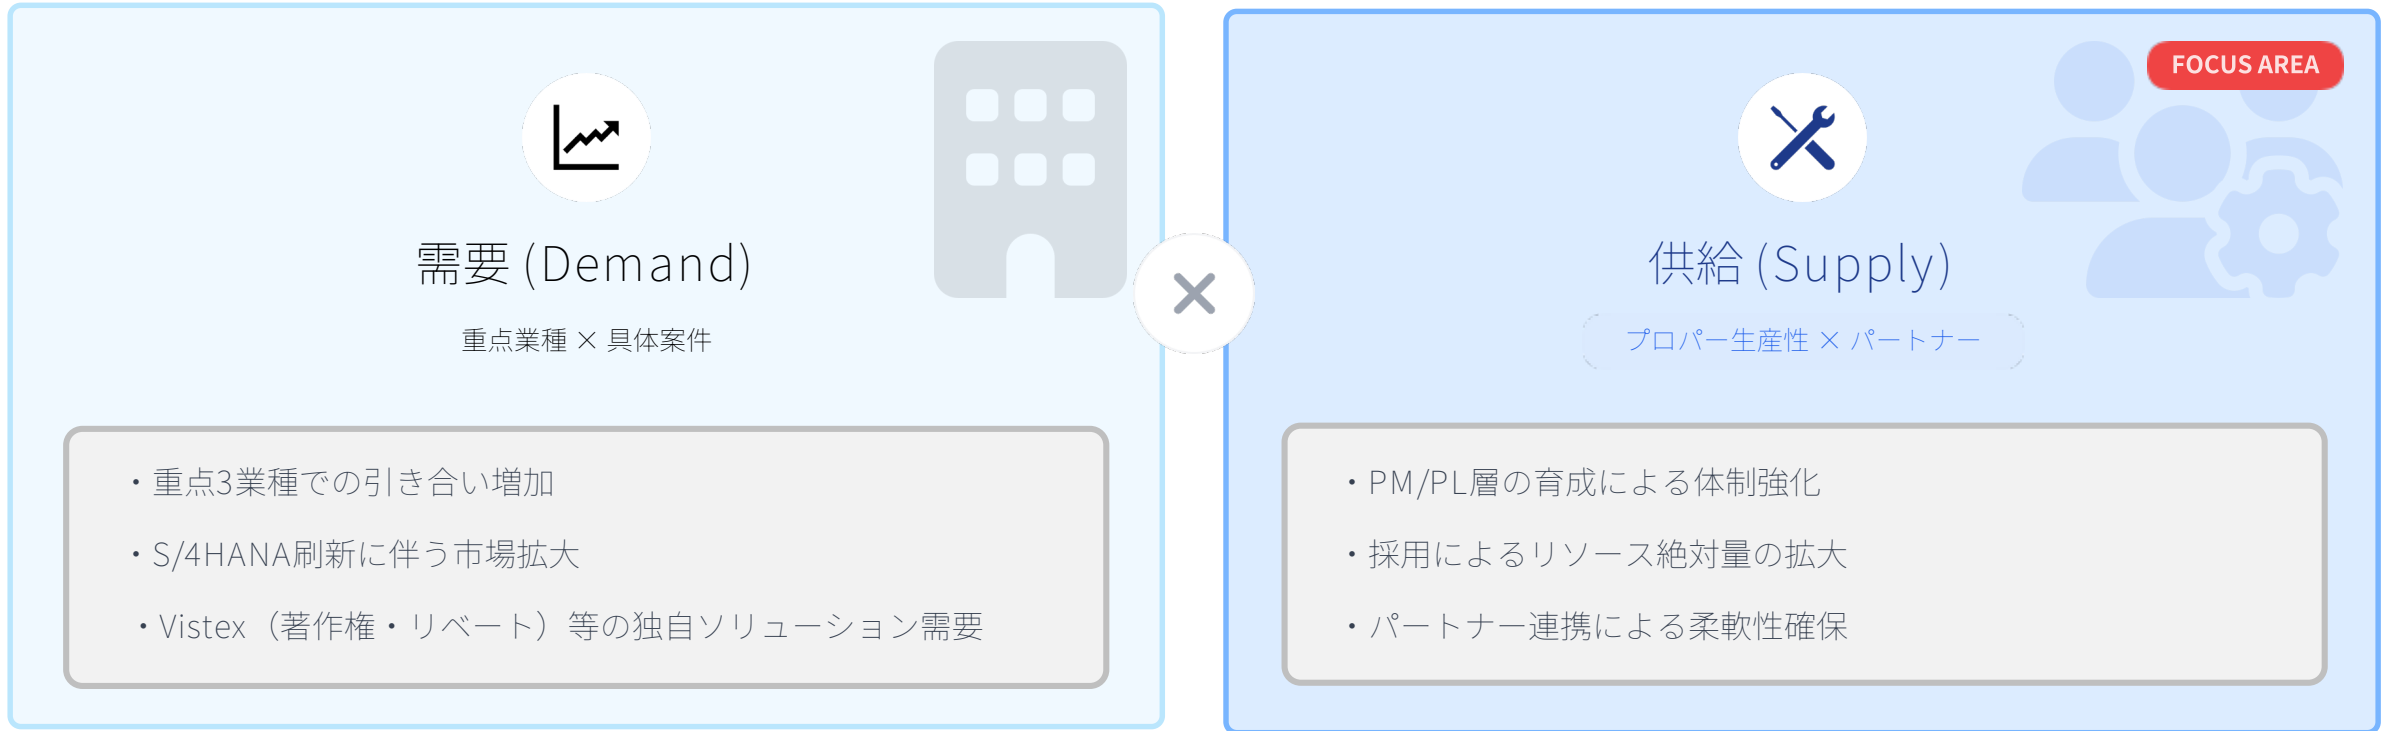 需要 (Demand)
重点業種 × 具体案件
・重点3業種での引き合い増加
・S/4HANA刷新に伴う市場拡大
・Vistex（著作権・リベート）等の独自ソリューション需要
×
FOCUS AREA
供給 (Supply)
プロパー生産性 × パートナー
・PM/PL層の育成による体制強化
・採用によるリソース絶対量の拡大
・パートナー連携による柔軟性確保